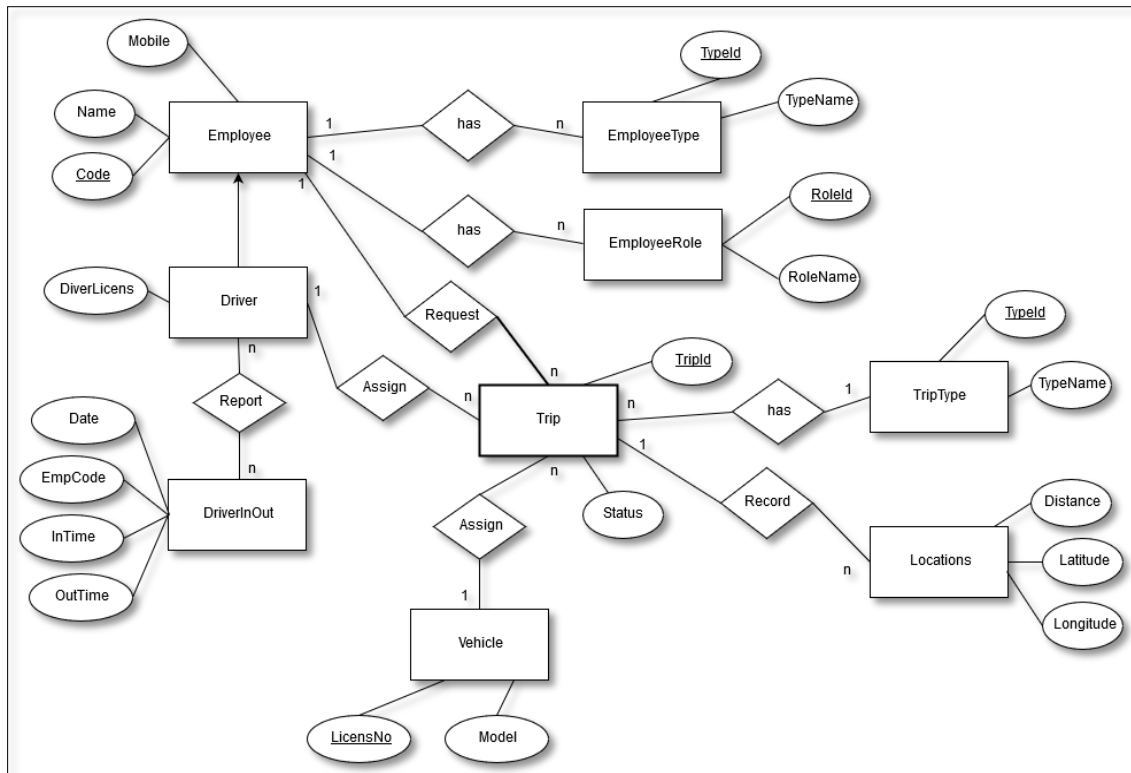 Mobile
TypeId
Name
Employee
1
has
n
EmployeeType
TypeName
Code
1
1
has
n
EmployeeRole
RoleId
RoleName
DiverLicens
Driver
1
Request
n
Assign
n
n
TripId
TypeId
Report
Trip
n
has
1
TripType
TypeName
Date
n
n
1
EmpCode
DriverInOut
Assign
Status
Record
Distance
InTime
n
Locations
Latitude
OutTime
1
Vehicle
Longitude
LicensNo
Model